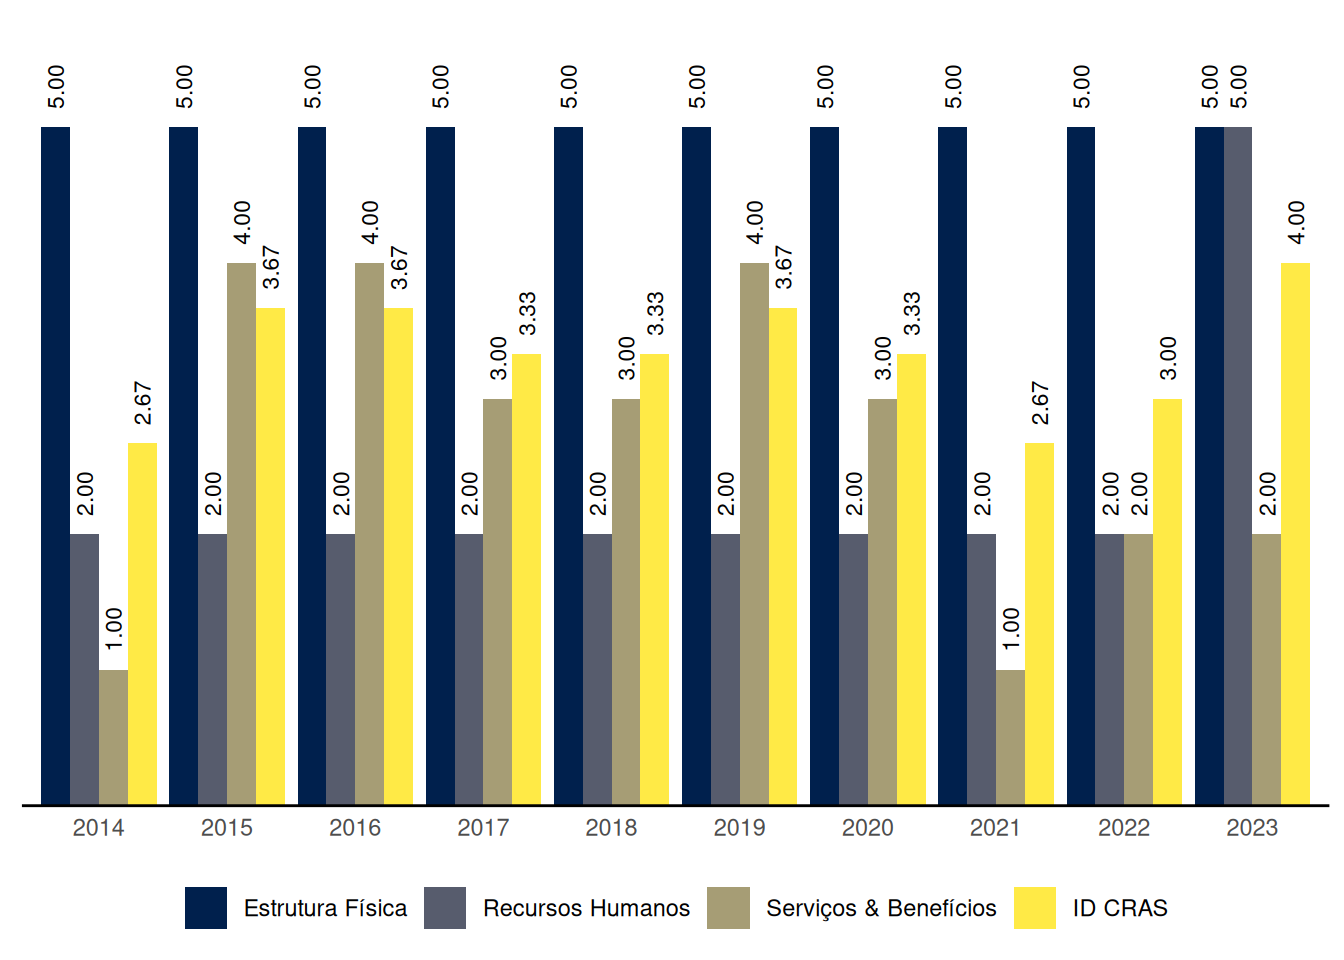 5.00 5.00 5.00 5.00 5.00 5.00 5.00 5.00 5.00 5.00 5.00
4.00 4.00 4.00 4.00
3.67 3.67 3.67
3.33 3.33 3.33
3.00 3.00 3.00 3.00
2.67 2.67
2.00 2.00 2.00 2.00 2.00 2.00 2.00 2.00 2.00 2.00 2.00
1.00 1.00
2014 2015 2016 2017 2018 2019 2020 2021 2022 2023
Estrutura Física Recursos Humanos Serviços & Benefícios ID CRAS